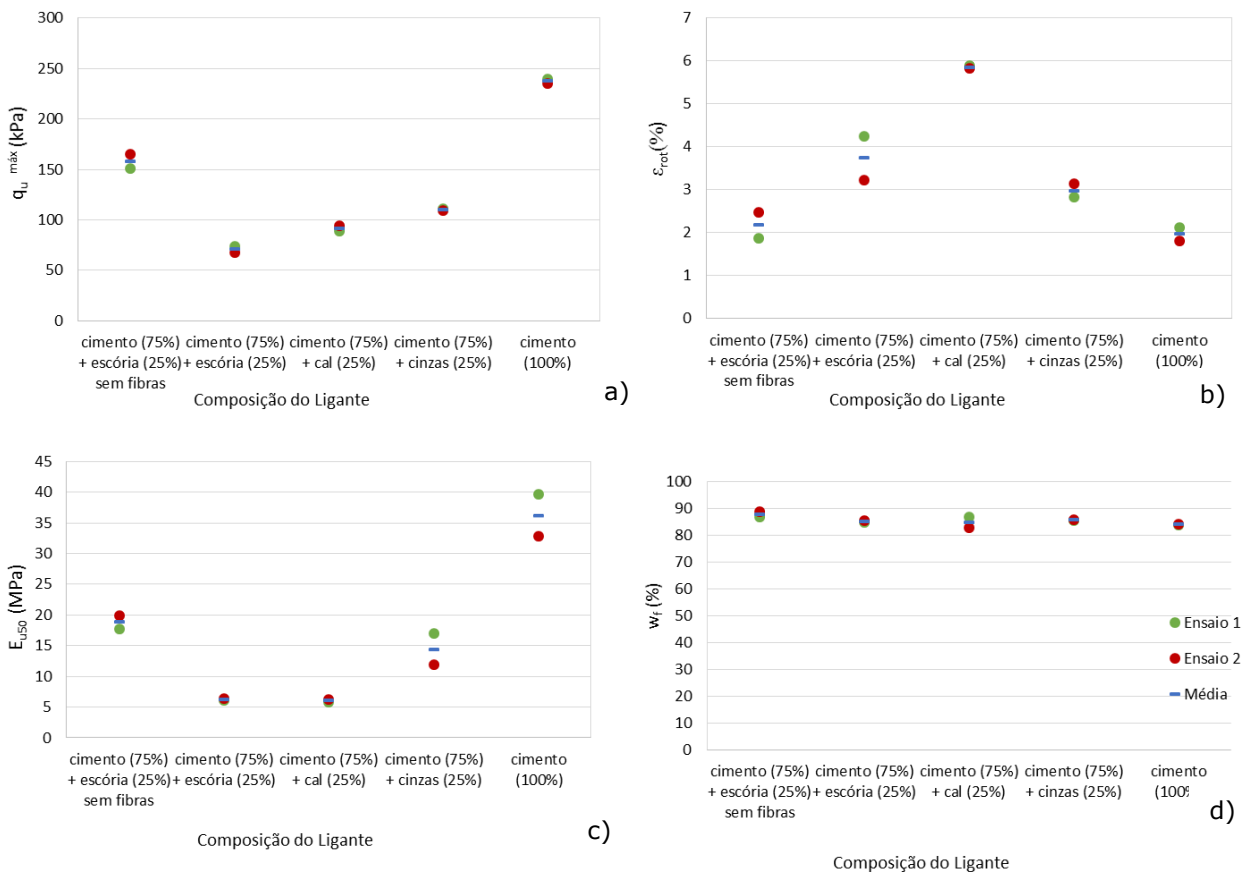 300
250
200
150
100
50
0
qu máx (kPa)
cimento (75%) cimento (75%) cimento (75%) cimento (75%) cimento
+ escória (25%) + escória (25%) + cal (25%) + cinzas (25%) (100%)
sem fibras
Composição do Ligante
a)
7
6
5
4
3
2
1
0
εrot(%)
cimento (75%) cimento (75%) cimento (75%) cimento (75%) cimento
+ escória (25%) + escória (25%) + cal (25%) + cinzas (25%) (100%)
sem fibras
Composição do Ligante
b)
45
40
35
30
25
20
15
10
5
0
Eu50 (MPa)
cimento (75%) cimento (75%) cimento (75%) cimento (75%) cimento
+ escória (25%) + escória (25%) + cal (25%) + cinzas (25%) (100%)
sem fibras
Composição do Ligante
c)
100
90
80
70
60
50
40
30
20
10
0
wf (%)
Ensaio 1
Ensaio 2
Média
cimento (75%) cimento (75%) cimento (75%) cimento (75%) cimento
+ escória (25%) + escória (25%) + cal (25%) + cinzas (25%) (100%
sem fibras
d)
Composição do Ligante